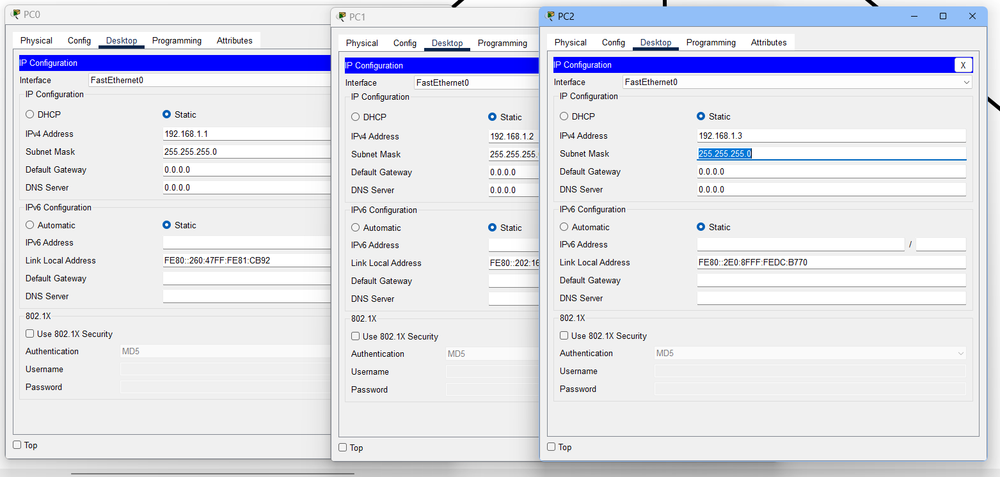 PC0
Physical Config Desktop Programming Attributes
IP Configuration
Interface FastEthernet0
IP Configuration
DHCP Static
IPv4 Address 192.168.1.1
Subnet Mask 255.255.255.0
Default Gateway 0.0.0.0
DNS Server 0.0.0.0
IPv6 Configuration
Automatic Static
IPv6 Address
Link Local Address FE80::260:47FF:FE81:CB92
Default Gateway
DNS Server
802.1X
Use 802.1X Security
Authentication MD5
Username
Password
Top
PC1
Physical Config Desktop Programming
IP Configuration
Interface FastEthernet0
IP Configuration
DHCP Static
IPv4 Address 192.168.1.2
Subnet Mask 255.255.255.
Default Gateway 0.0.0.0
DNS Server 0.0.0.0
IPv6 Configuration
Automatic Static
IPv6 Address
Link Local Address FE80::202:16
Default Gateway
DNS Server
802.1X
Use 802.1X Security
Authentication MD5
Username
Password
Top
PC2
Physical Config Desktop Programming Attributes
IP Configuration X
Interface FastEthernet0
IP Configuration
DHCP Static
IPv4 Address 192.168.1.3
Subnet Mask 255.255.255.0
Default Gateway 0.0.0.0
DNS Server 0.0.0.0
IPv6 Configuration
Automatic Static
IPv6 Address /
Link Local Address FE80::2E0:8FFF:FEDC:B770
Default Gateway
DNS Server
802.1X
Use 802.1X Security
Authentication MD5
Username
Password
Top